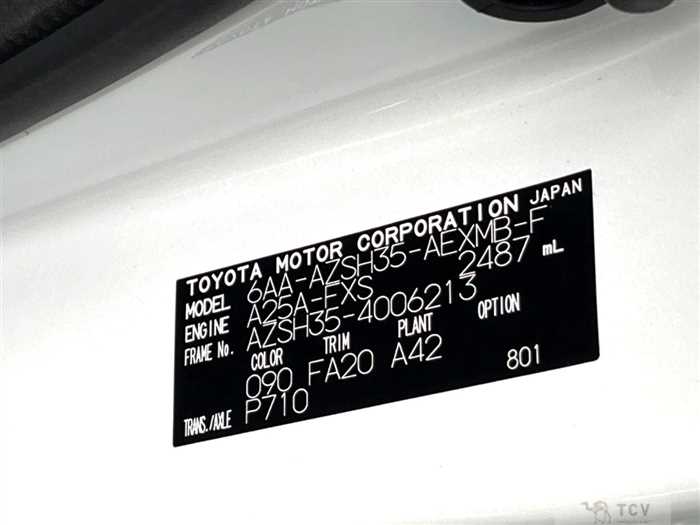 TOYOTA MOTOR CORPORATION JAPAN
MODEL 6AA-AZSH35-AEXMB-F
ENGINE A25A-FXS 2487 mL
FRAME No. AZSH35-4006213
COLOR TRIM PLANT OPTION
090 FA20 A42
TRANS./AXLE P710 801
TCV